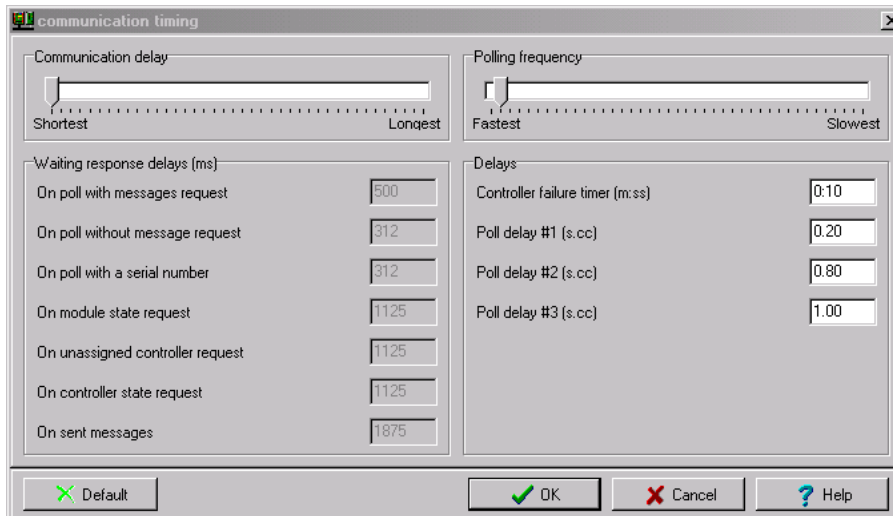 communication timing
Communication delay
Shortest Longest
Polling frequency
Fastest Slowest
Waiting response delays (ms)
On poll with messages request 500
On poll without message request 312
On poll with a serial number 312
On module state request 1125
On unassigned controller request 1125
On controller state request 1125
On sent messages 1875
Delays
Controller failure timer (m:ss) 0:10
Poll delay #1 (s.cc) 0.20
Poll delay #2 (s.cc) 0.80
Poll delay #3 (s.cc) 1.00
Default OK Cancel Help